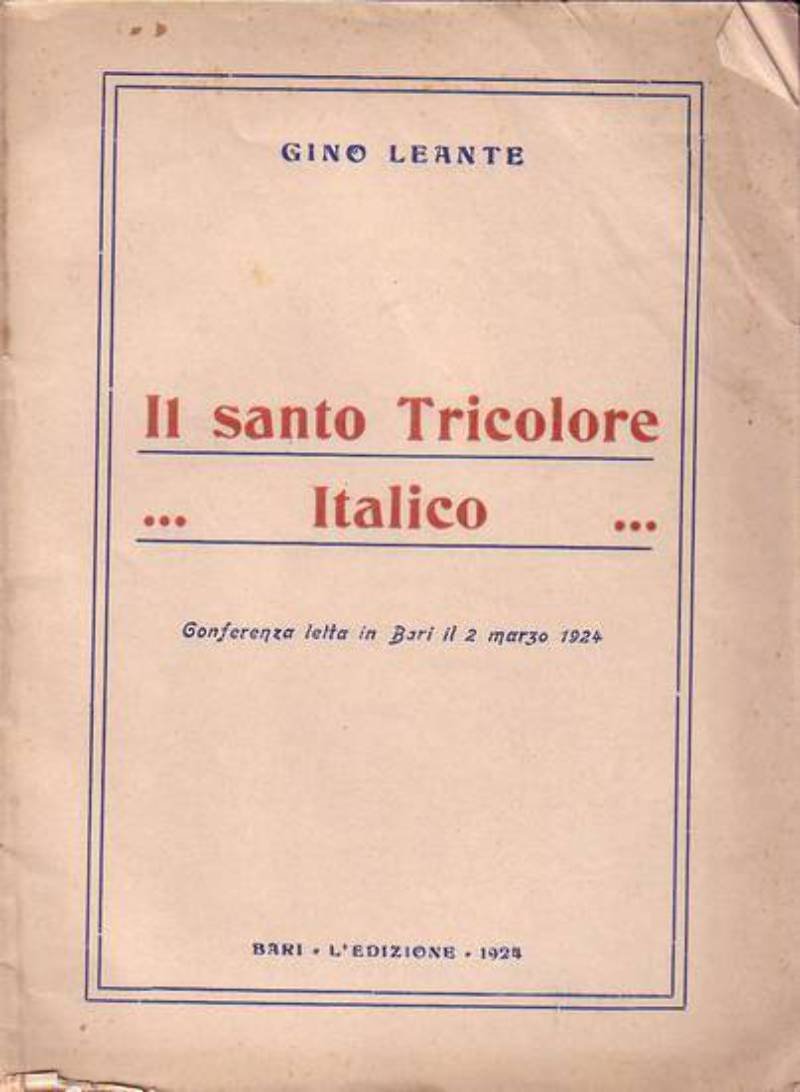 GINO LEANTE
Il santo Tricolore
... Italico ...
Conferenza letta in Bari il 2 marzo 1924
BARI • L'EDIZIONE • 1924